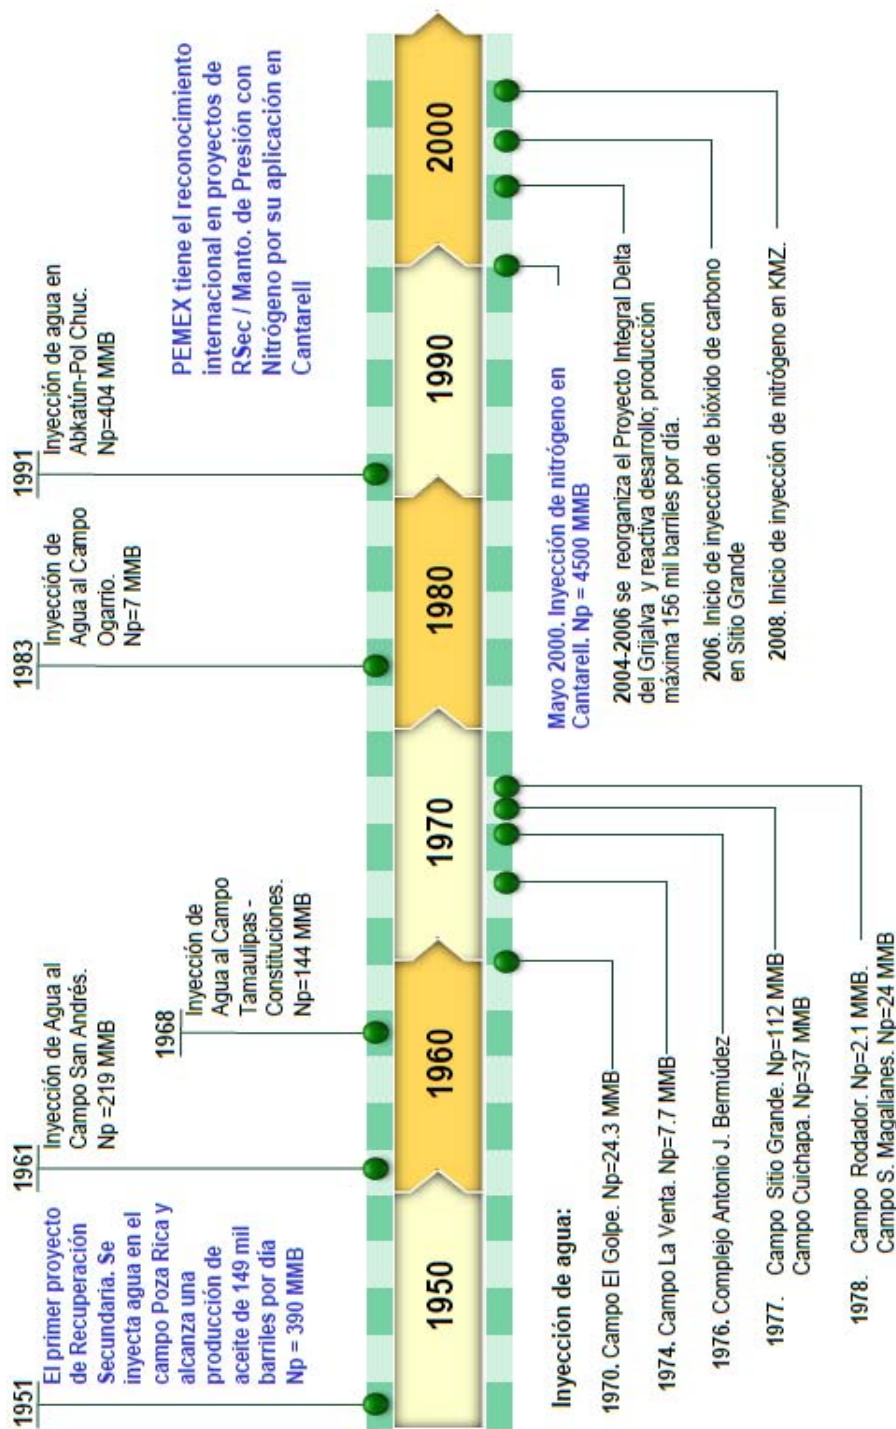 1951
El primer proyecto
de Recuperación
Secundaria. Se
inyecta agua en el
campo Poza Rica y
alcanza una
producción de
aceite de 149 mil
barriles por día
Np = 390 MMB
1961
Inyección de Agua al
Campo San Andrés.
Np =219 MMB
1968
Inyección de
Agua al Campo
Tamaulipas -
Constituciones.
Np=144 MMB
1983
Inyección de
Agua al Campo
Ogarrio.
Np=7 MMB
1991
Inyección de agua en
Abkatún-Pol Chuc.
Np=404 MMB
PEMEX tiene el reconocimiento
internacional en proyectos de
RSec / Manto. de Presión con
Nitrógeno por su aplicación en
Cantarell
1950
1960
1970
1980
1990
2000
Inyección de agua:
1970. Campo El Golpe. Np=24.3 MMB
1974. Campo La Venta. Np=7.7 MMB
1976. Complejo Antonio J. Bermúdez
1977. Campo Sitio Grande. Np=112 MMB
Campo Cuichapa. Np=37 MMB
1978. Campo Rodador. Np=2.1 MMB.
Campo S. Magallanes. Np=24 MMB
Mayo 2000. Inyección de nitrógeno en
Cantarell. Np = 4500 MMB
2004-2006 se reorganiza el Proyecto Integral Delta
del Grijalva y reactiva desarrollo; producción
máxima 156 mil barriles por día.
2006. Inicio de inyección de bióxido de carbono
en Sitio Grande
2008. Inicio de inyección de nitrógeno en KMZ.